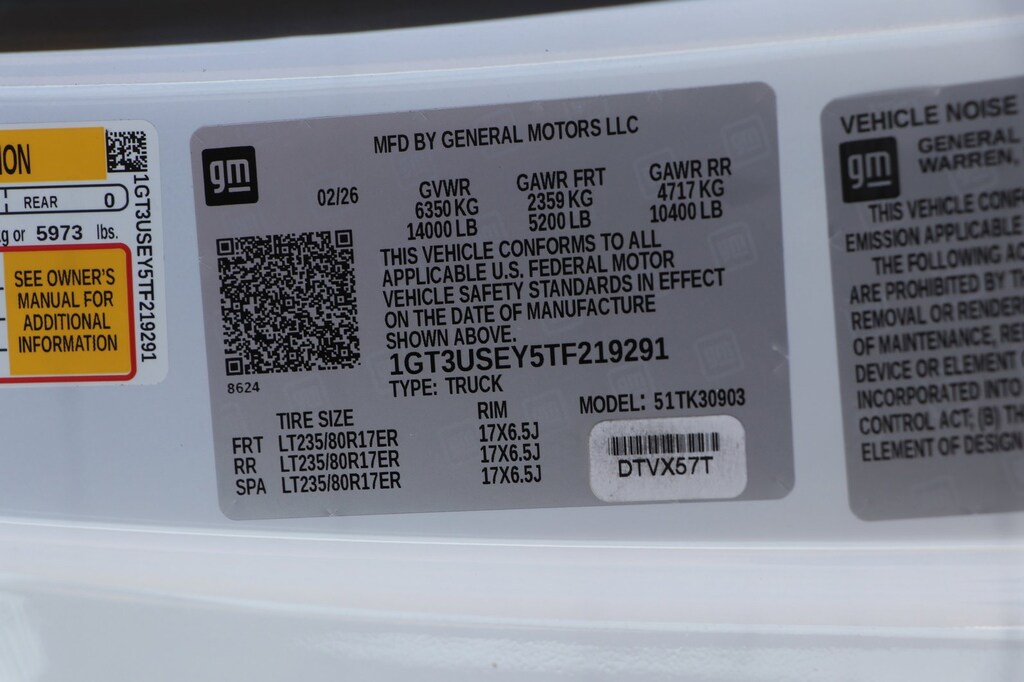 ION
REAR 0
g or 5973 lbs.
SEE OWNER'S
MANUAL FOR
ADDITIONAL
INFORMATION
1GT3USEY5TF219291
MFD BY GENERAL MOTORS LLC
gm
02/26
GVWR GAWR FRT GAWR RR
6350 KG 2359 KG 4717 KG
14000 LB 5200 LB 10400 LB
THIS VEHICLE CONFORMS TO ALL
APPLICABLE U.S. FEDERAL MOTOR
VEHICLE SAFETY STANDARDS IN EFFECT
ON THE DATE OF MANUFACTURE
SHOWN ABOVE.
1GT3USEY5TF219291
8624
TYPE: TRUCK
MODEL: 51TK30903
TIRE SIZE RIM
FRT LT235/80R17ER 17X6.5J
RR LT235/80R17ER 17X6.5J
SPA LT235/80R17ER 17X6.5J
DTVX67T
VEHICLE NOISE
gm
GENERAL
WARREN,
THIS VEHICLE CONF
EMISSION APPLICABLE
THE FOLLOWING AC
ARE PROHIBITED BY TH
REMOVAL OR RENDER
OF MAINTENANCE, RE
DEVICE OR ELEMENT
INCORPORATED INTO
CONTROL ACT; (B) TH
ELEMENT OF DESIGN